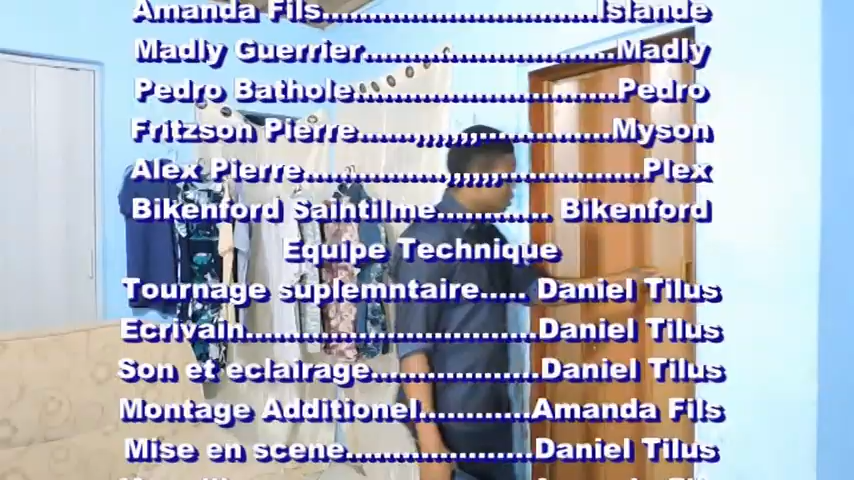 Amanda Fils..................................Islande
Madly Guerrier...............................Madly
Pedro Bathole................................Pedro
Fritzson Pierre.......,,,,,,,................Myson
Alex Pierre.................,,,,,,.................Plex
Bikenford Saintilme............. Bikenford
Equipe Technique
Tournage suplemntaire..... Daniel Tilus
Ecrivain....................................Daniel Tilus
Son et eclairage.....................Daniel Tilus
Montage Additionel............Amanda Fils
Mise en scene......................Daniel Tilus